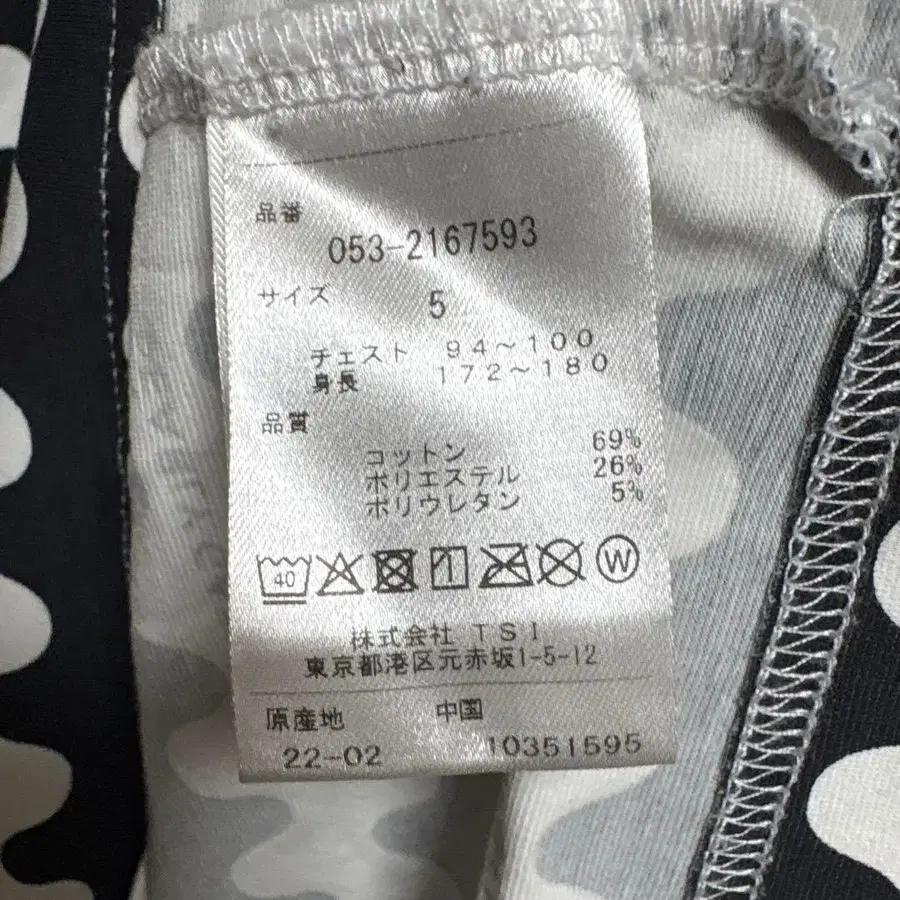 品番
053-2167593
サイズ
5
チェスト 94～100
身長 172～180
品質
コットン 69%
ポリエステル 26%
ポリウレタン 5%
40
W
株式会社 TSI
東京都港区元赤坂1-5-12
原産地 中国
22-02 10351595